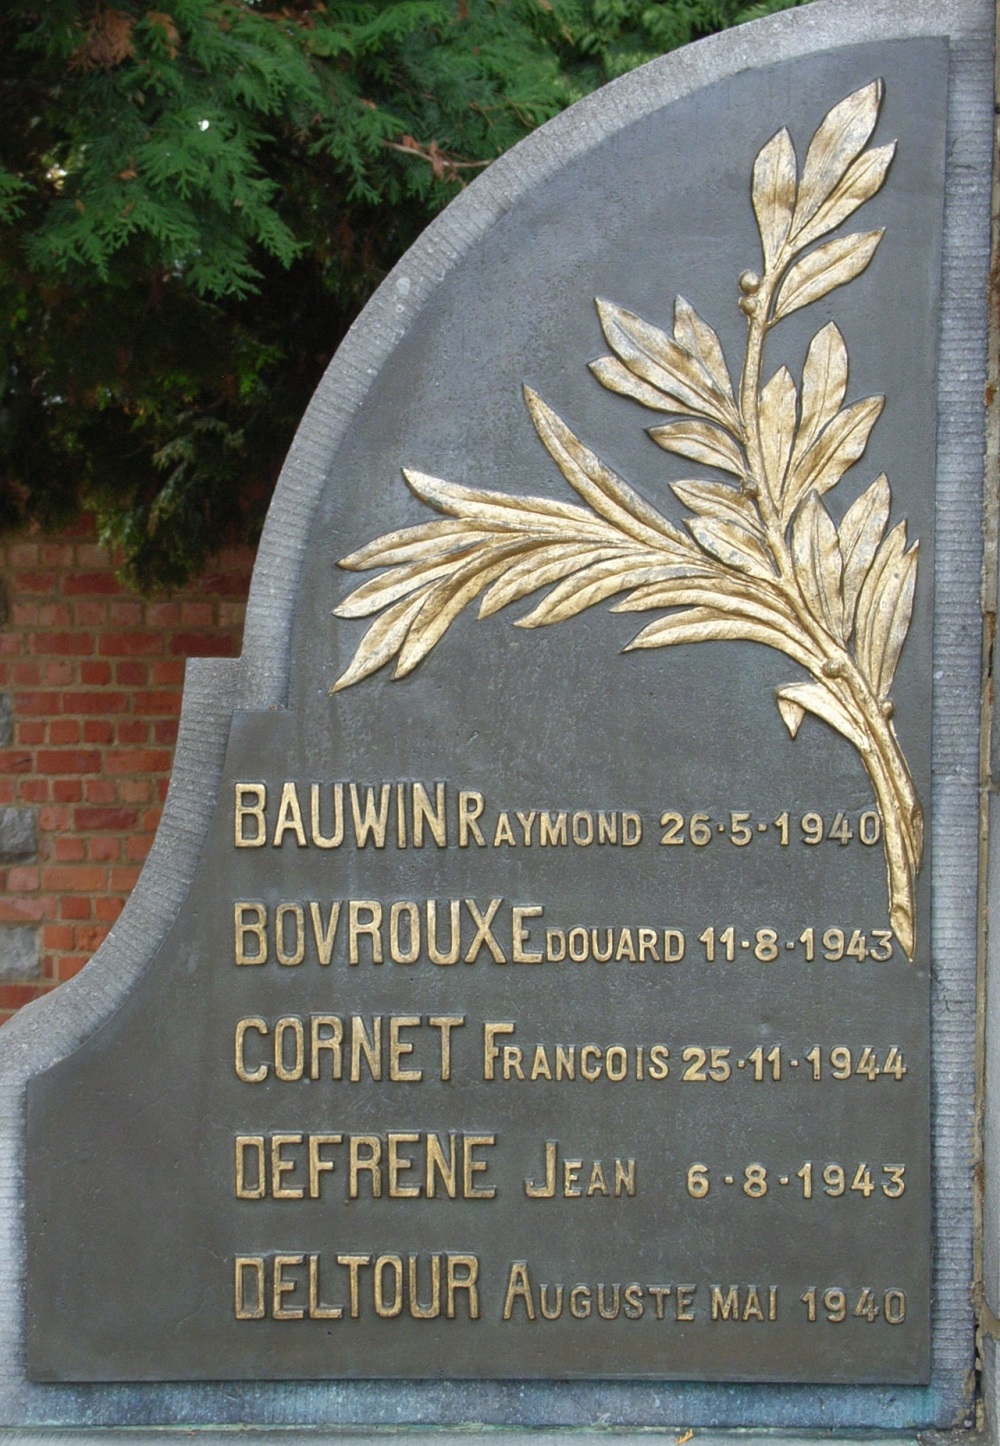 BAUWIN RAYMOND 26·5·1940
BOVROUX EDOUARD 11·8·1943
CORNET FRANÇOIS 25·11·1944
DEFRENE JEAN 6·8·1943
DELTOUR AUGUSTE MAI 1940